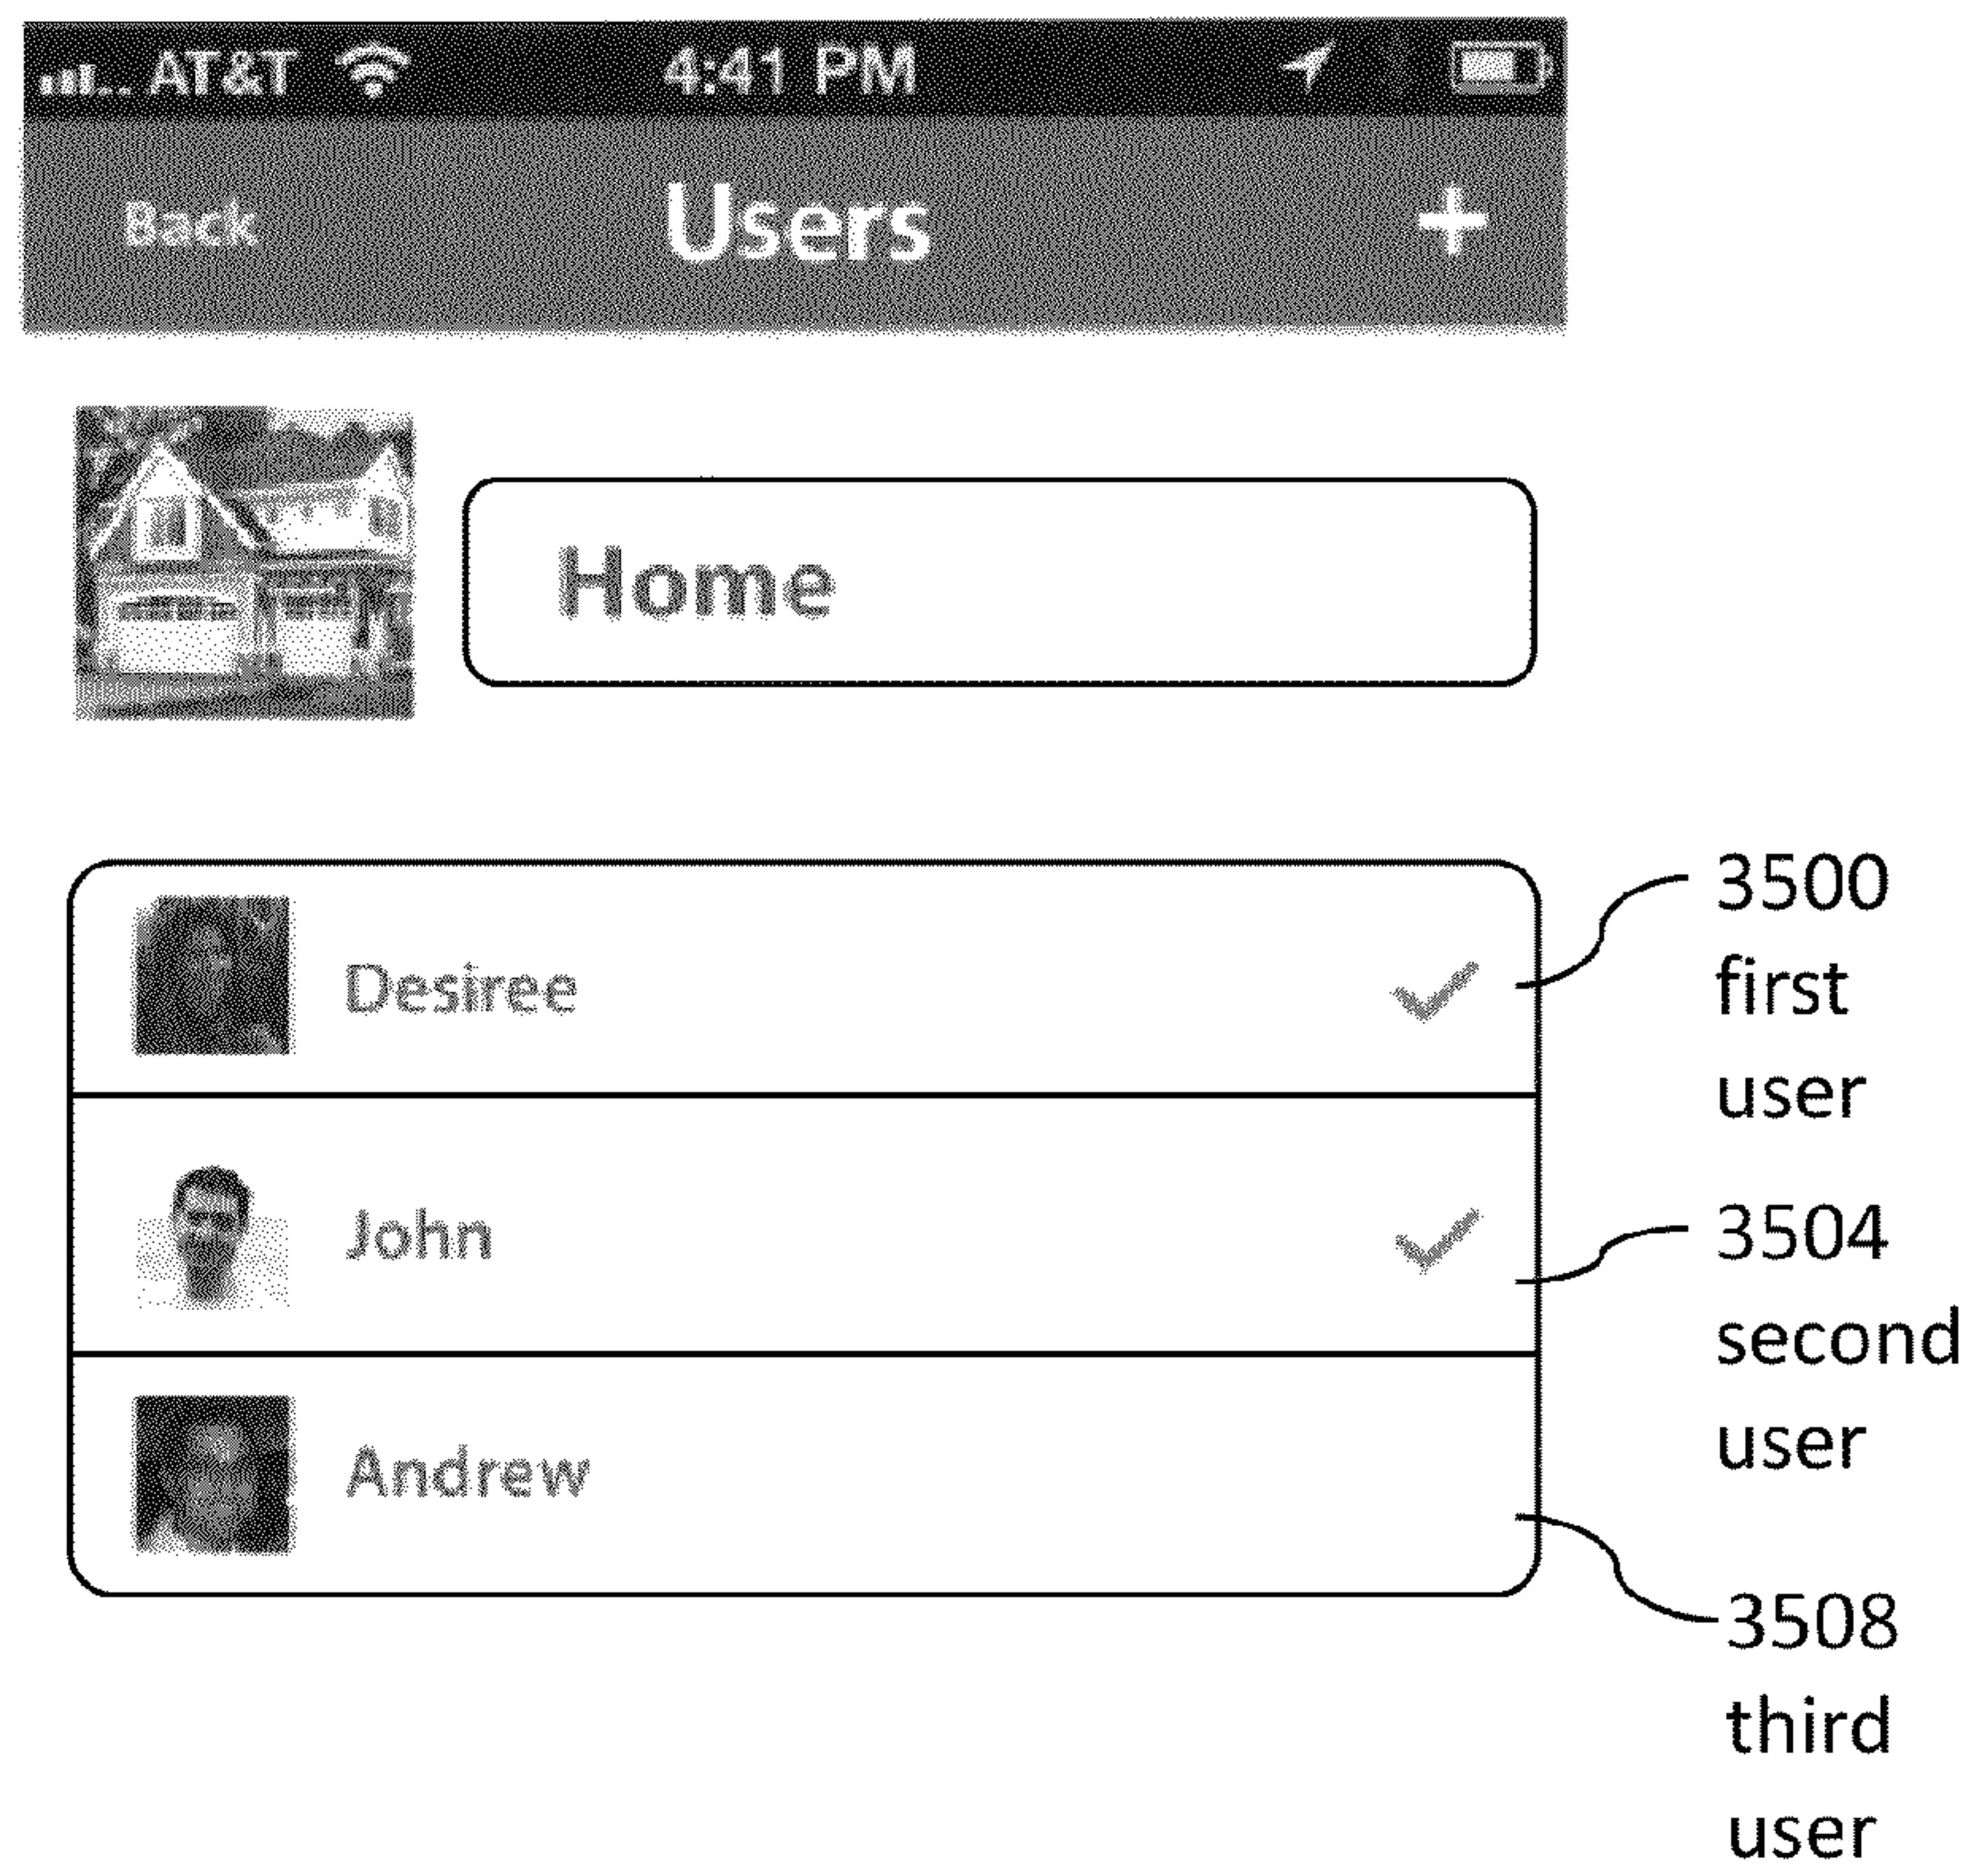 AT&T 4:41 PM
Back Users +
Home
Desiree
3500
first
user
John
3504
second
user
Andrew
3508
third
user